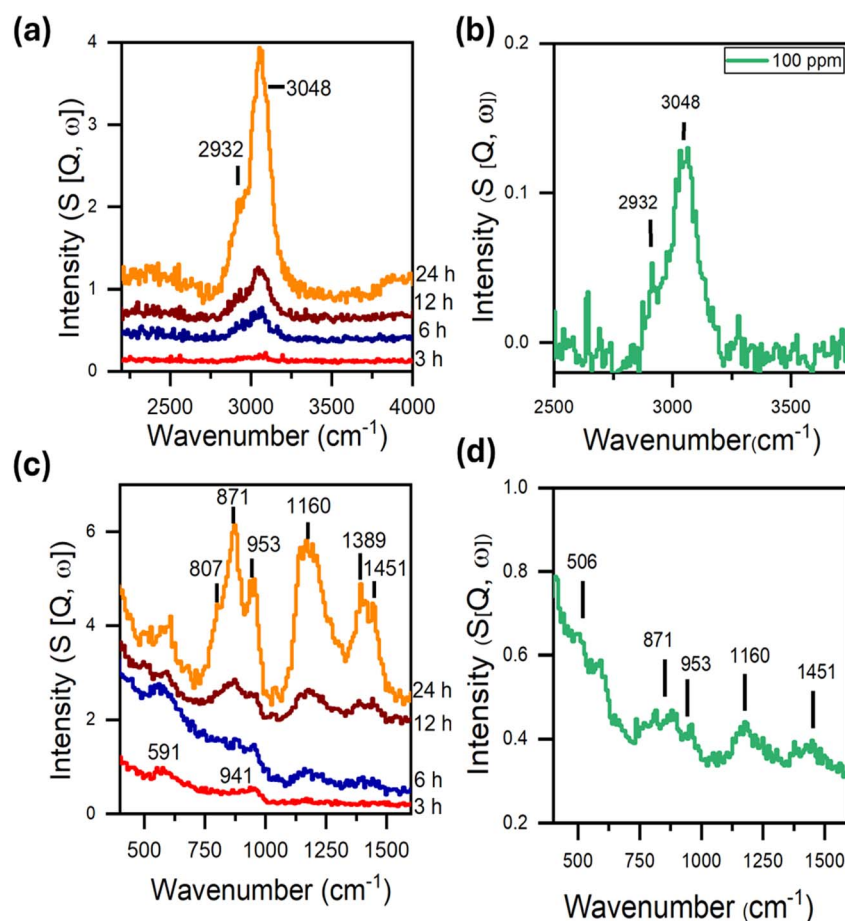 (a)
4
3
2
1
0
Intensity (S [Q, ω])
2932
3048
24 h
12 h
6 h
3 h
2500 3000 3500 4000
Wavenumber (cm⁻¹)
(b)
0.2
0.1
0.0
Intensity (S [Q, ω])
100 ppm
3048
2932
2500 3000 3500
Wavenumber(cm⁻¹)
(c)
6
4
2
0
Intensity (S [Q, ω])
871
1160
807
953
1389
1451
24 h
12 h
591
941
6 h
3 h
500 750 1000 1250 1500
Wavenumber (cm⁻¹)
(d)
1.0
0.8
0.6
0.4
0.2
Intensity (S[Q, ω])
506
871
953
1160
1451
500 750 1000 1250 1500
Wavenumber (cm⁻¹)